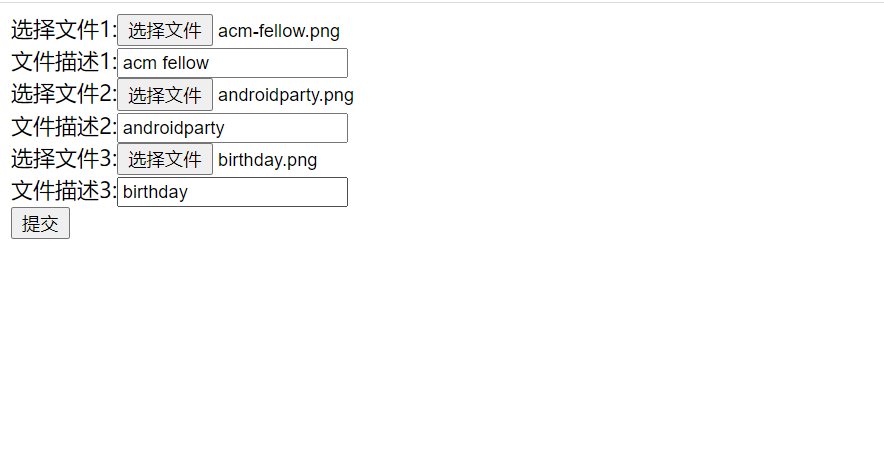 选择文件1:选择文件 acm-fellow.png
文件描述1:acm fellow
选择文件2:选择文件 androidparty.png
文件描述2:androidparty
选择文件3:选择文件 birthday.png
文件描述3:birthday
提交